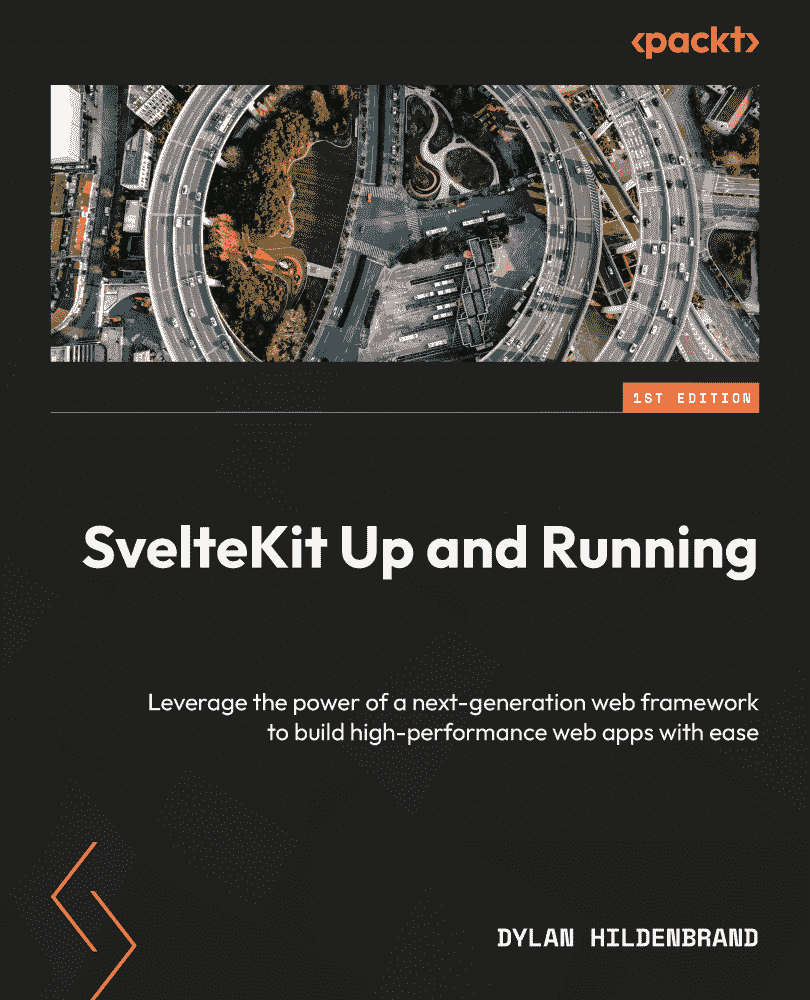 <packt>
1ST EDITION
SvelteKit Up and Running
Leverage the power of a next-generation web framework
to build high-performance web apps with ease
DYLAN HILDENBRAND